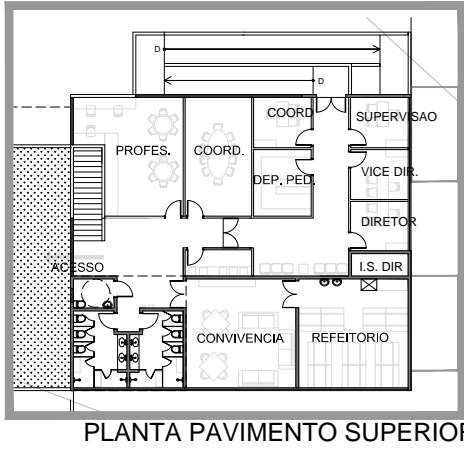 D
D
COORD
SUPERVISAO
PROFES.
COORD.
VICE DIR.
DEP. PED.
DIRETOR
ACESSO
I.S. DIR
CONVIVENCIA
REFEITORIO
PLANTA PAVIMENTO SUPERIOR